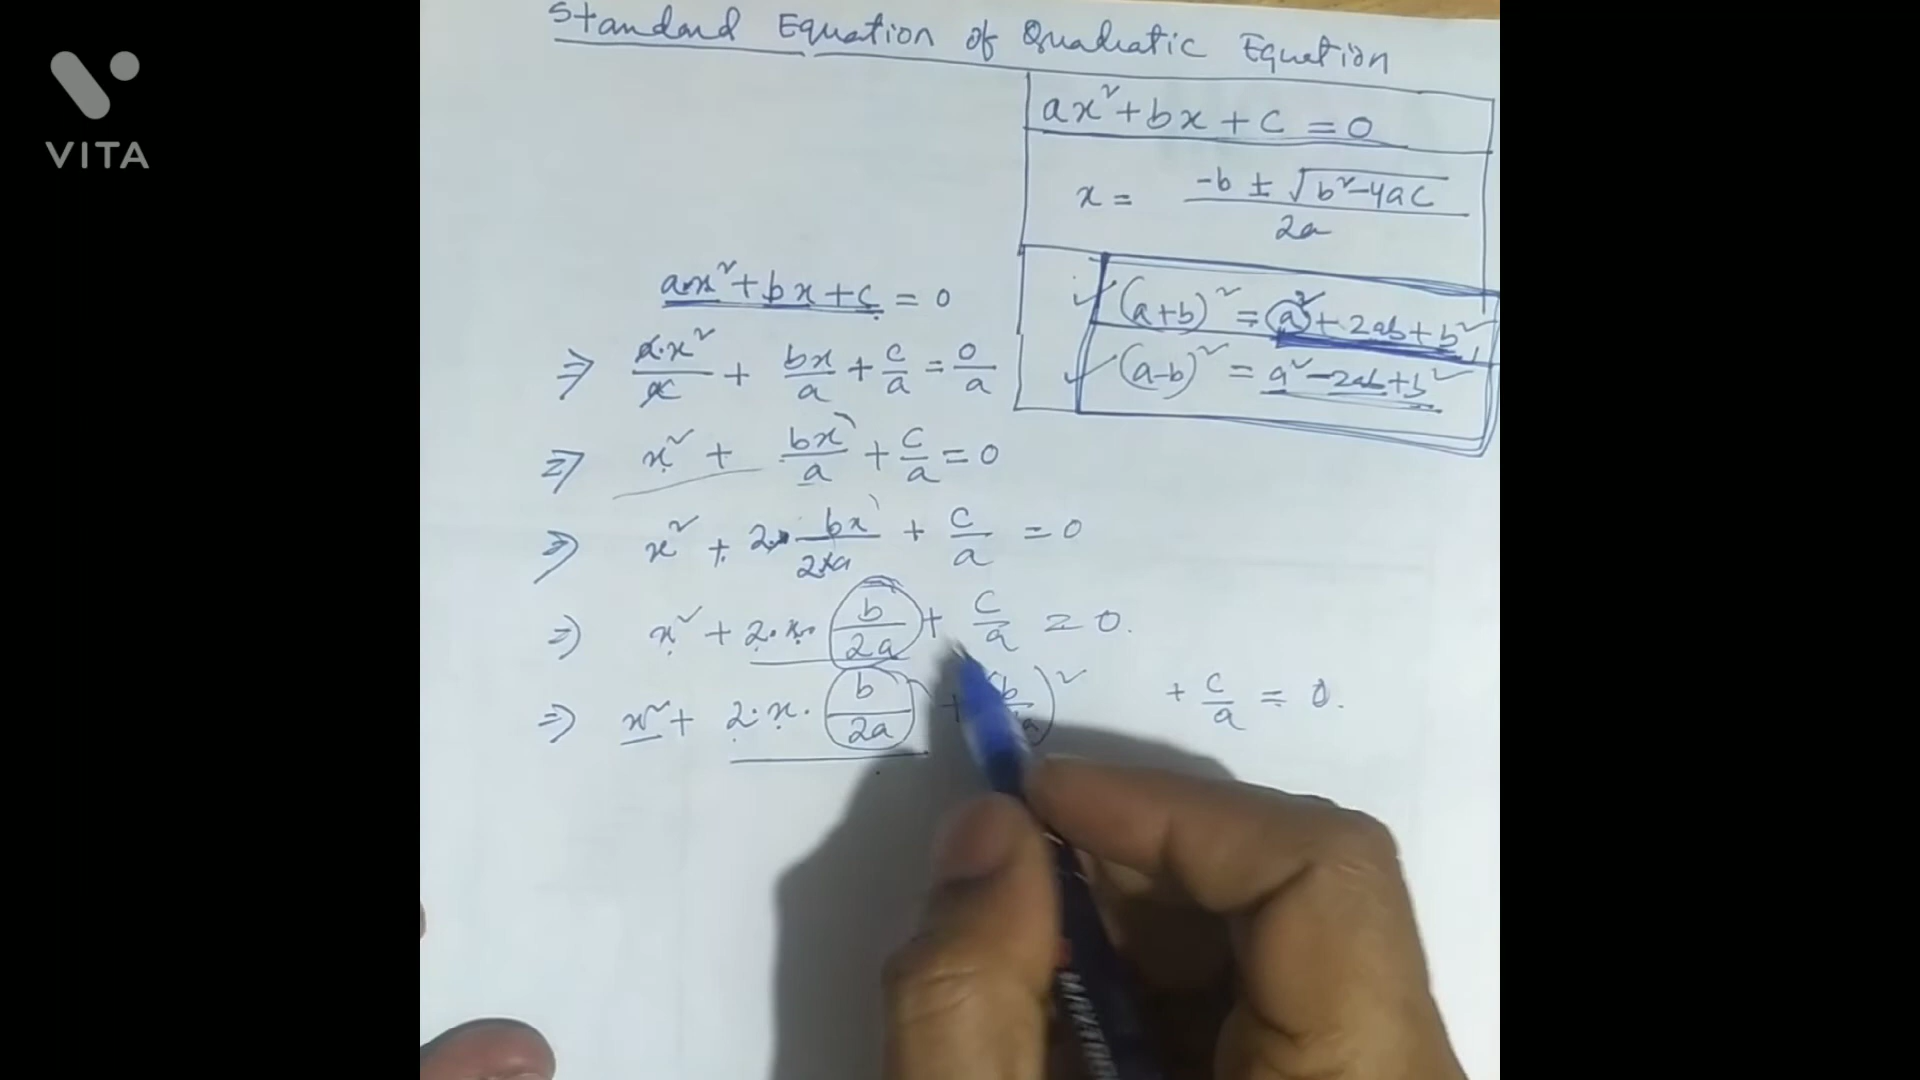 VITA
Standard Equation of Quadratic Equation
ax² + bx + c = 0
x = (-b ± √(b²-4ac)) / 2a
(a+b)² = a² + 2ab + b²
(a-b)² = a² - 2ab + b²
ax² + bx + c = 0
⇒ a·x²/a + bx/a + c/a = 0/a
⇒ x² + bx/a + c/a = 0
⇒ x² + 2· bx/2×a + c/a = 0
⇒ x² + 2·x· b/2a + c/a = 0.
⇒ x² + 2·x· b/2a + (b/2a)² + c/a = 0.